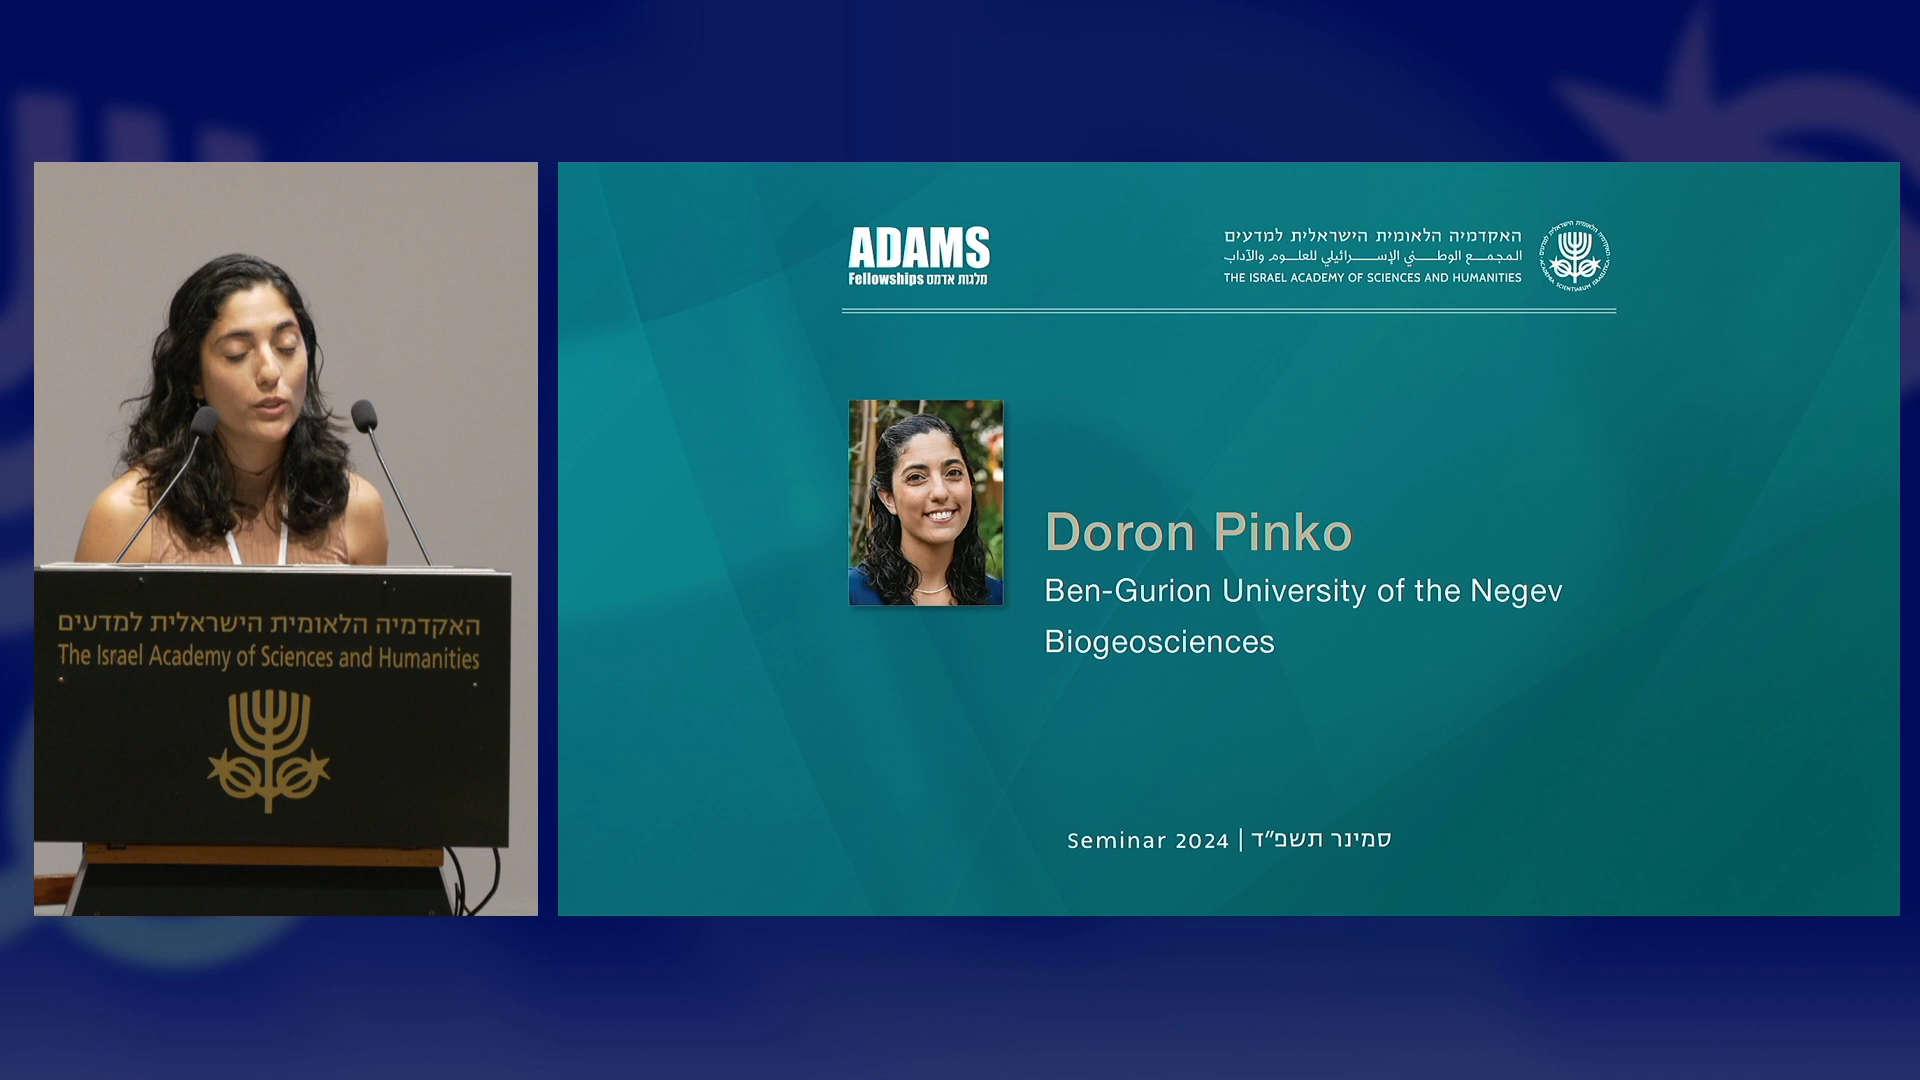 האקדמיה הלאומית הישראלית למדעים
The Israel Academy of Sciences and Humanities
ADAMS
Fellowships מלגות אדמס
האקדמיה הלאומית הישראלית למדעים
المجمع الوطني الإسرائيلي للعلوم والآداب
THE ISRAEL ACADEMY OF SCIENCES AND HUMANITIES
Doron Pinko
Ben-Gurion University of the Negev
Biogeosciences
Seminar 2024 | סמינר תשפ״ד